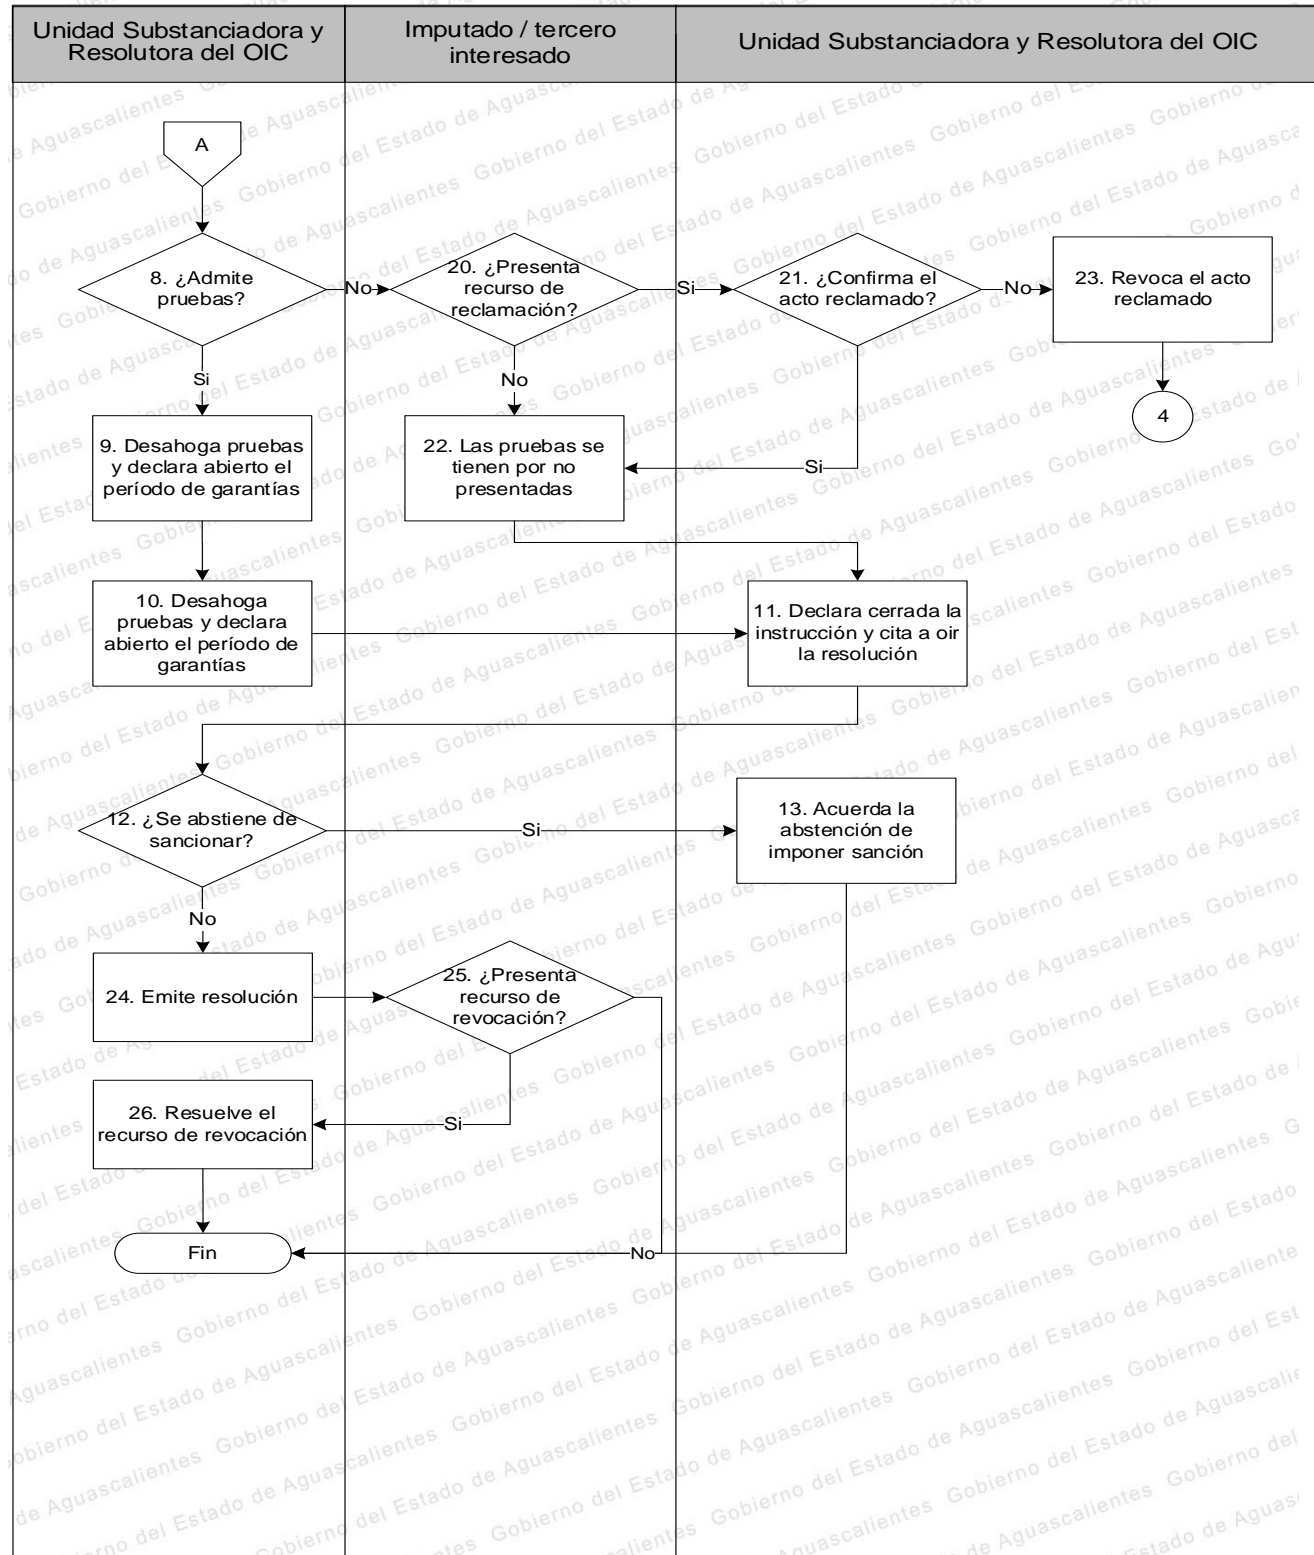 Unidad Substanciadora y
Resolutora del OIC
Imputado / tercero
interesado
Unidad Substanciadora y Resolutora del OIC
A
8. ¿Admite
pruebas?
No
20. ¿Presenta
recurso de
reclamación?
Si
21. ¿Confirma el
acto reclamado?
No
23. Revoca el acto
reclamado
Si
No
4
9. Desahoga pruebas
y declara abierto el
período de garantías
22. Las pruebas se
tienen por no
presentadas
Si
10. Desahoga
pruebas y declara
abierto el período de
garantías
11. Declara cerrada la
instrucción y cita a oir
la resolución
12. ¿Se abstiene de
sancionar?
Si
13. Acuerda la
abstención de
imponer sanción
No
24. Emite resolución
25. ¿Presenta
recurso de
revocación?
26. Resuelve el
recurso de revocación
Si
Fin
No
Gobierno del Estado de Aguascalientes